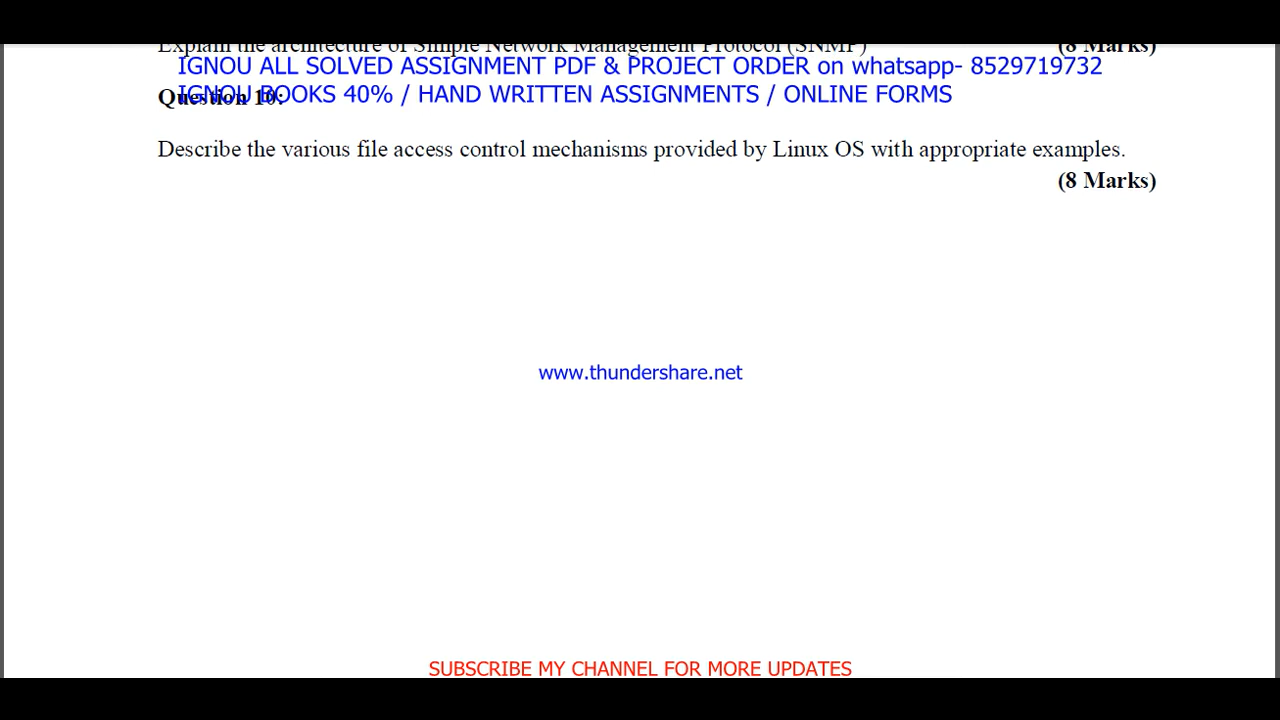 Explain the architecture of Simple Network Management Protocol (SNMP) (8 Marks)
IGNOU ALL SOLVED ASSIGNMENT PDF & PROJECT ORDER on whatsapp- 8529719732
IGNOU BOOKS 40% / HAND WRITTEN ASSIGNMENTS / ONLINE FORMS
Question 10:
Describe the various file access control mechanisms provided by Linux OS with appropriate examples.
(8 Marks)
www.thundershare.net
SUBSCRIBE MY CHANNEL FOR MORE UPDATES